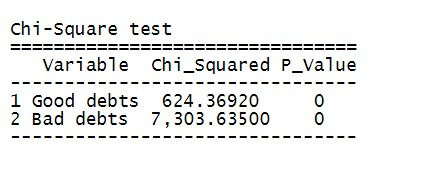 Chi-Square test
==================================
Variable Chi_Squared P_Value
----------------------------------
1 Good debts 624.36920 0
2 Bad debts 7,303.63500 0
----------------------------------